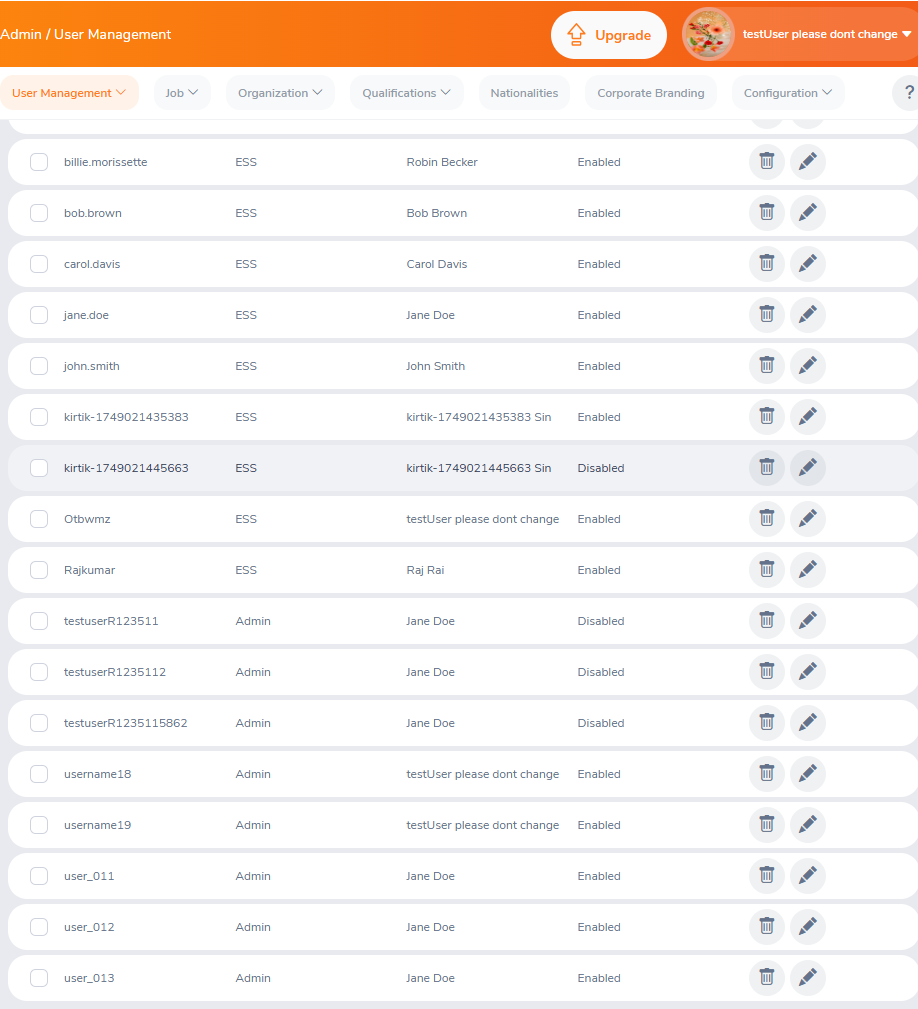 Admin / User Management
Upgrade
testUser please dont change
User Management
Job
Organization
Qualifications
Nationalities
Corporate Branding
Configuration
?
billie.morissette ESS Robin Becker Enabled
bob.brown ESS Bob Brown Enabled
carol.davis ESS Carol Davis Enabled
jane.doe ESS Jane Doe Enabled
john.smith ESS John Smith Enabled
kirtik-1749021435383 ESS kirtik-1749021435383 Sin Enabled
kirtik-1749021445663 ESS kirtik-1749021445663 Sin Disabled
Otbwmz ESS testUser please dont change Enabled
Rajkumar ESS Raj Rai Enabled
testuserR123511 Admin Jane Doe Disabled
testuserR1235112 Admin Jane Doe Disabled
testuserR1235115862 Admin Jane Doe Disabled
username18 Admin testUser please dont change Enabled
username19 Admin testUser please dont change Enabled
user_011 Admin Jane Doe Enabled
user_012 Admin Jane Doe Enabled
user_013 Admin Jane Doe Enabled